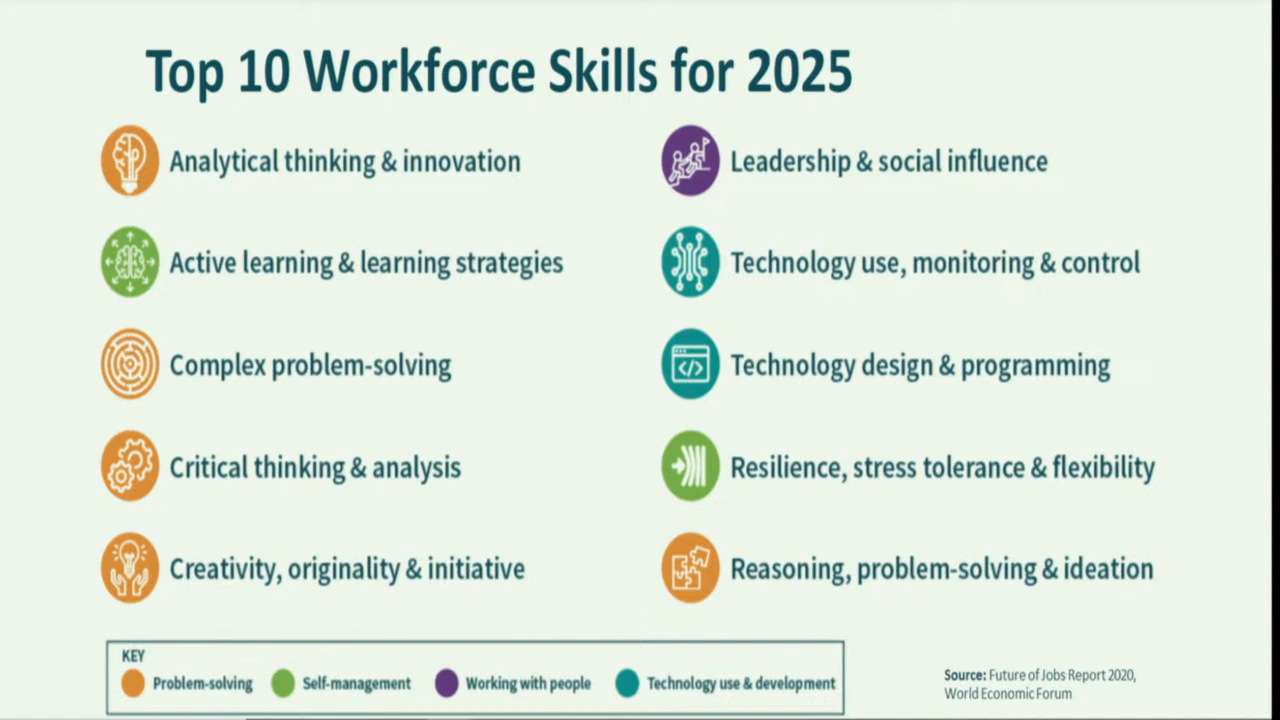 Top 10 Workforce Skills for 2025
Analytical thinking & innovation
Active learning & learning strategies
Complex problem-solving
Critical thinking & analysis
Creativity, originality & initiative
Leadership & social influence
Technology use, monitoring & control
Technology design & programming
Resilience, stress tolerance & flexibility
Reasoning, problem-solving & ideation
KEY
Problem-solving
Self-management
Working with people
Technology use & development
Source: Future of Jobs Report 2020,
World Economic Forum